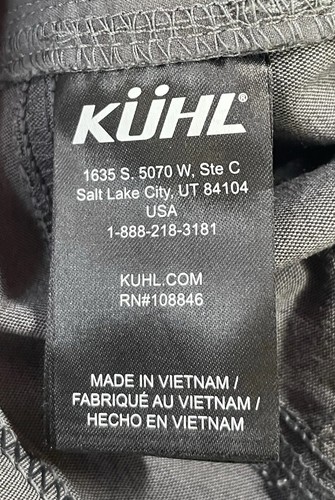 KÜHL®
1635 S. 5070 W, Ste C
Salt Lake City, UT 84104
USA
1-888-218-3181
KUHL.COM
RN#108846
MADE IN VIETNAM /
FABRIQUÉ AU VIETNAM /
HECHO EN VIETNAM